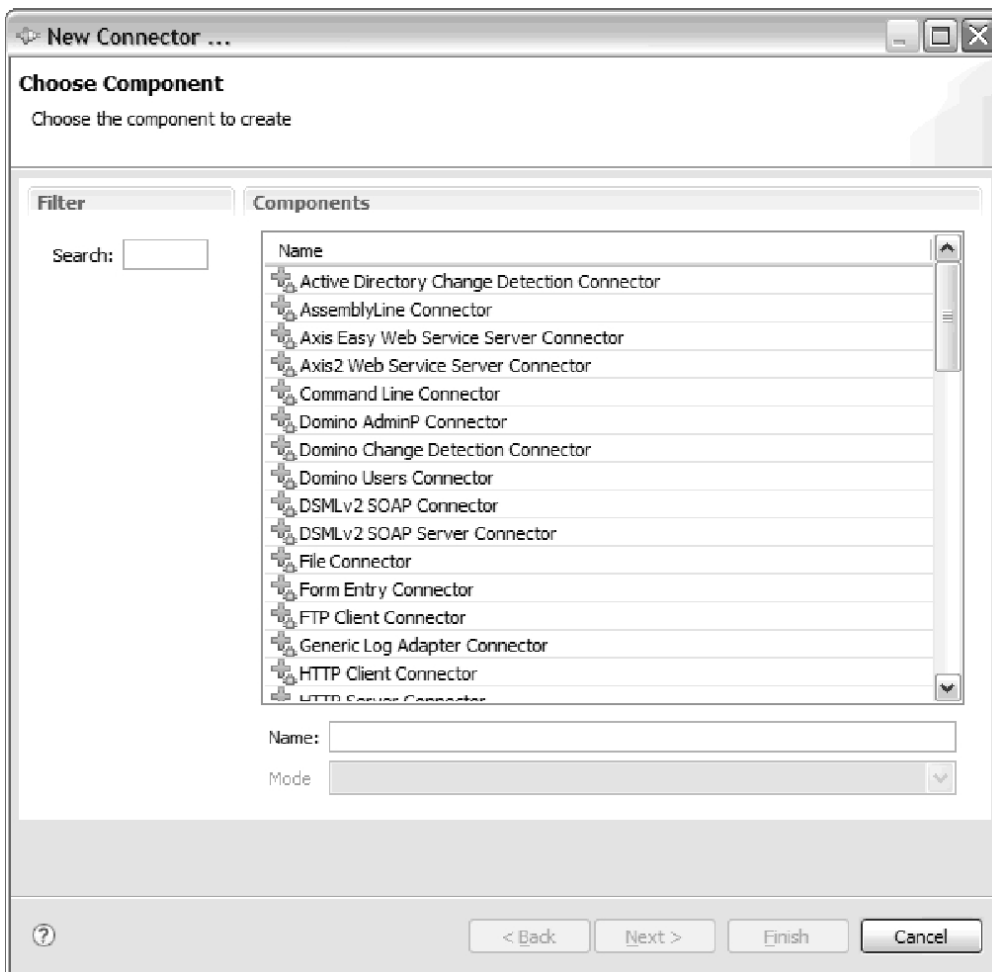 New Connector ...
Choose Component
Choose the component to create
Filter
Components
Search:
Name
Active Directory Change Detection Connector
AssemblyLine Connector
Axis Easy Web Service Server Connector
Axis2 Web Service Server Connector
Command Line Connector
Domino AdminP Connector
Domino Change Detection Connector
Domino Users Connector
DSMLv2 SOAP Connector
DSMLv2 SOAP Server Connector
File Connector
Form Entry Connector
FTP Client Connector
Generic Log Adapter Connector
HTTP Client Connector
HTTP Server Connector
Name:
Mode
?
< Back
Next >
Finish
Cancel